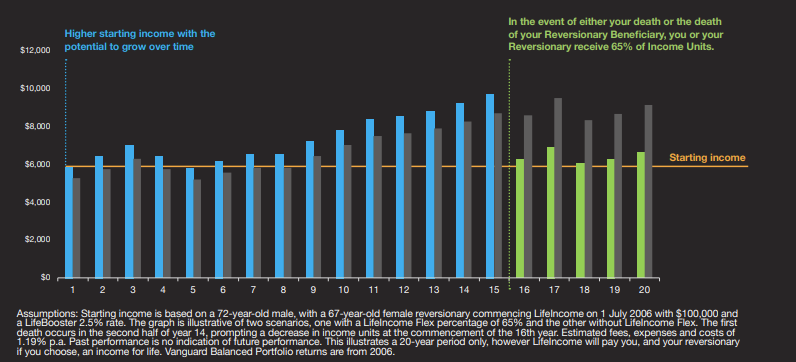 Higher starting income with the
potential to grow over time
In the event of either your death or the death
of your Reversionary Beneficiary, you or your
Reversionary receive 65% of Income Units.
$12,000
$10,000
$8,000
$6,000
$4,000
$2,000
$0
Starting income
1 2 3 4 5 6 7 8 9 10 11 12 13 14 15 16 17 18 19 20
Assumptions: Starting income is based on a 72-year-old male, with a 67-year-old female reversionary commencing LifeIncome on 1 July 2006 with $100,000 and
a LifeBooster 2.5% rate. The graph is illustrative of two scenarios, one with a LifeIncome Flex percentage of 65% and the other without LifeIncome Flex. The first
death occurs in the second half of year 14, prompting a decrease in income units at the commencement of the 16th year. Estimated fees, expenses and costs of
1.19% p.a. Past performance is no indication of future performance. This illustrates a 20-year period only, however LifeIncome will pay you, and your reversionary
if you choose, an income for life. Vanguard Balanced Portfolio returns are from 2006.